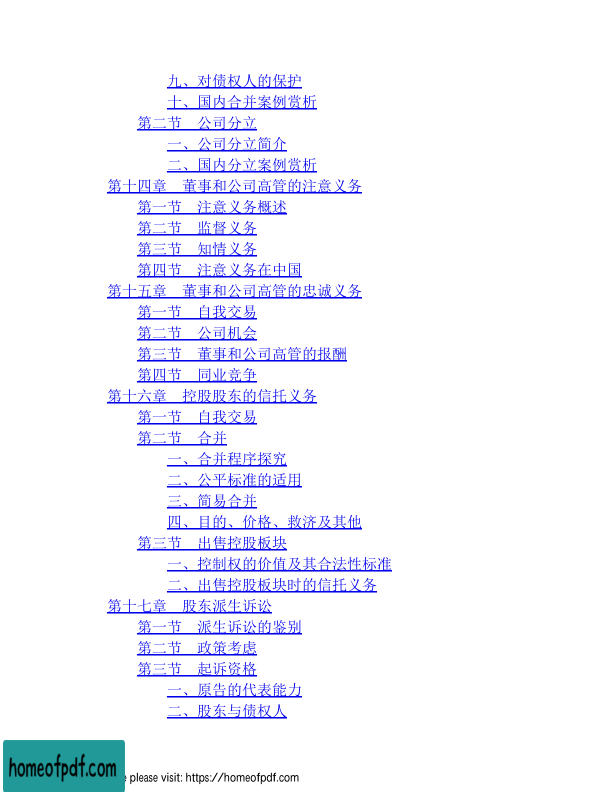 九、对债权人的保护
十、国内合并案例赏析
第二节　公司分立
一、公司分立简介
二、国内分立案例赏析
第十四章　董事和公司高管的注意义务
第一节　注意义务概述
第二节　监督义务
第三节　知情义务
第四节　注意义务在中国
第十五章　董事和公司高管的忠诚义务
第一节　自我交易
第二节　公司机会
第三节　董事和公司高管的报酬
第四节　同业竞争
第十六章　控股股东的信托义务
第一节　自我交易
第二节　合并
一、合并程序探究
二、公平标准的适用
三、简易合并
四、目的、价格、救济及其他
第三节　出售控股板块
一、控制权的价值及其合法性标准
二、出售控股板块时的信托义务
第十七章　股东派生诉讼
第一节　派生诉讼的鉴别
第二节　政策考虑
第三节　起诉资格
一、原告的代表能力
二、股东与债权人
homeofpdf.com
please visit: https://homeofpdf.com